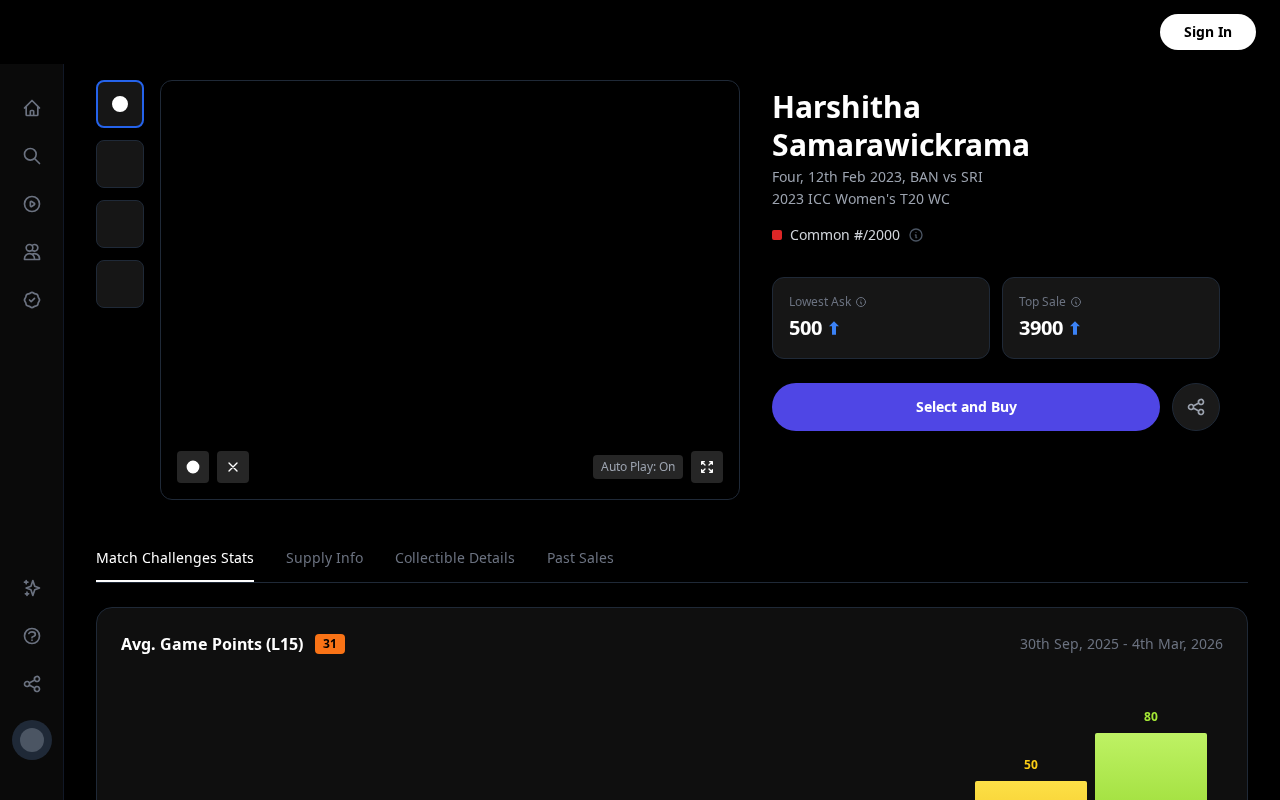 Sign In
Harshitha
Samarawickrama
Four, 12th Feb 2023, BAN vs SRI
2023 ICC Women's T20 WC
Common #/2000
Lowest Ask
500
Top Sale
3900
Select and Buy
Auto Play: On
Match Challenges Stats
Supply Info
Collectible Details
Past Sales
Avg. Game Points (L15)
31
30th Sep, 2025 - 4th Mar, 2026
80
50